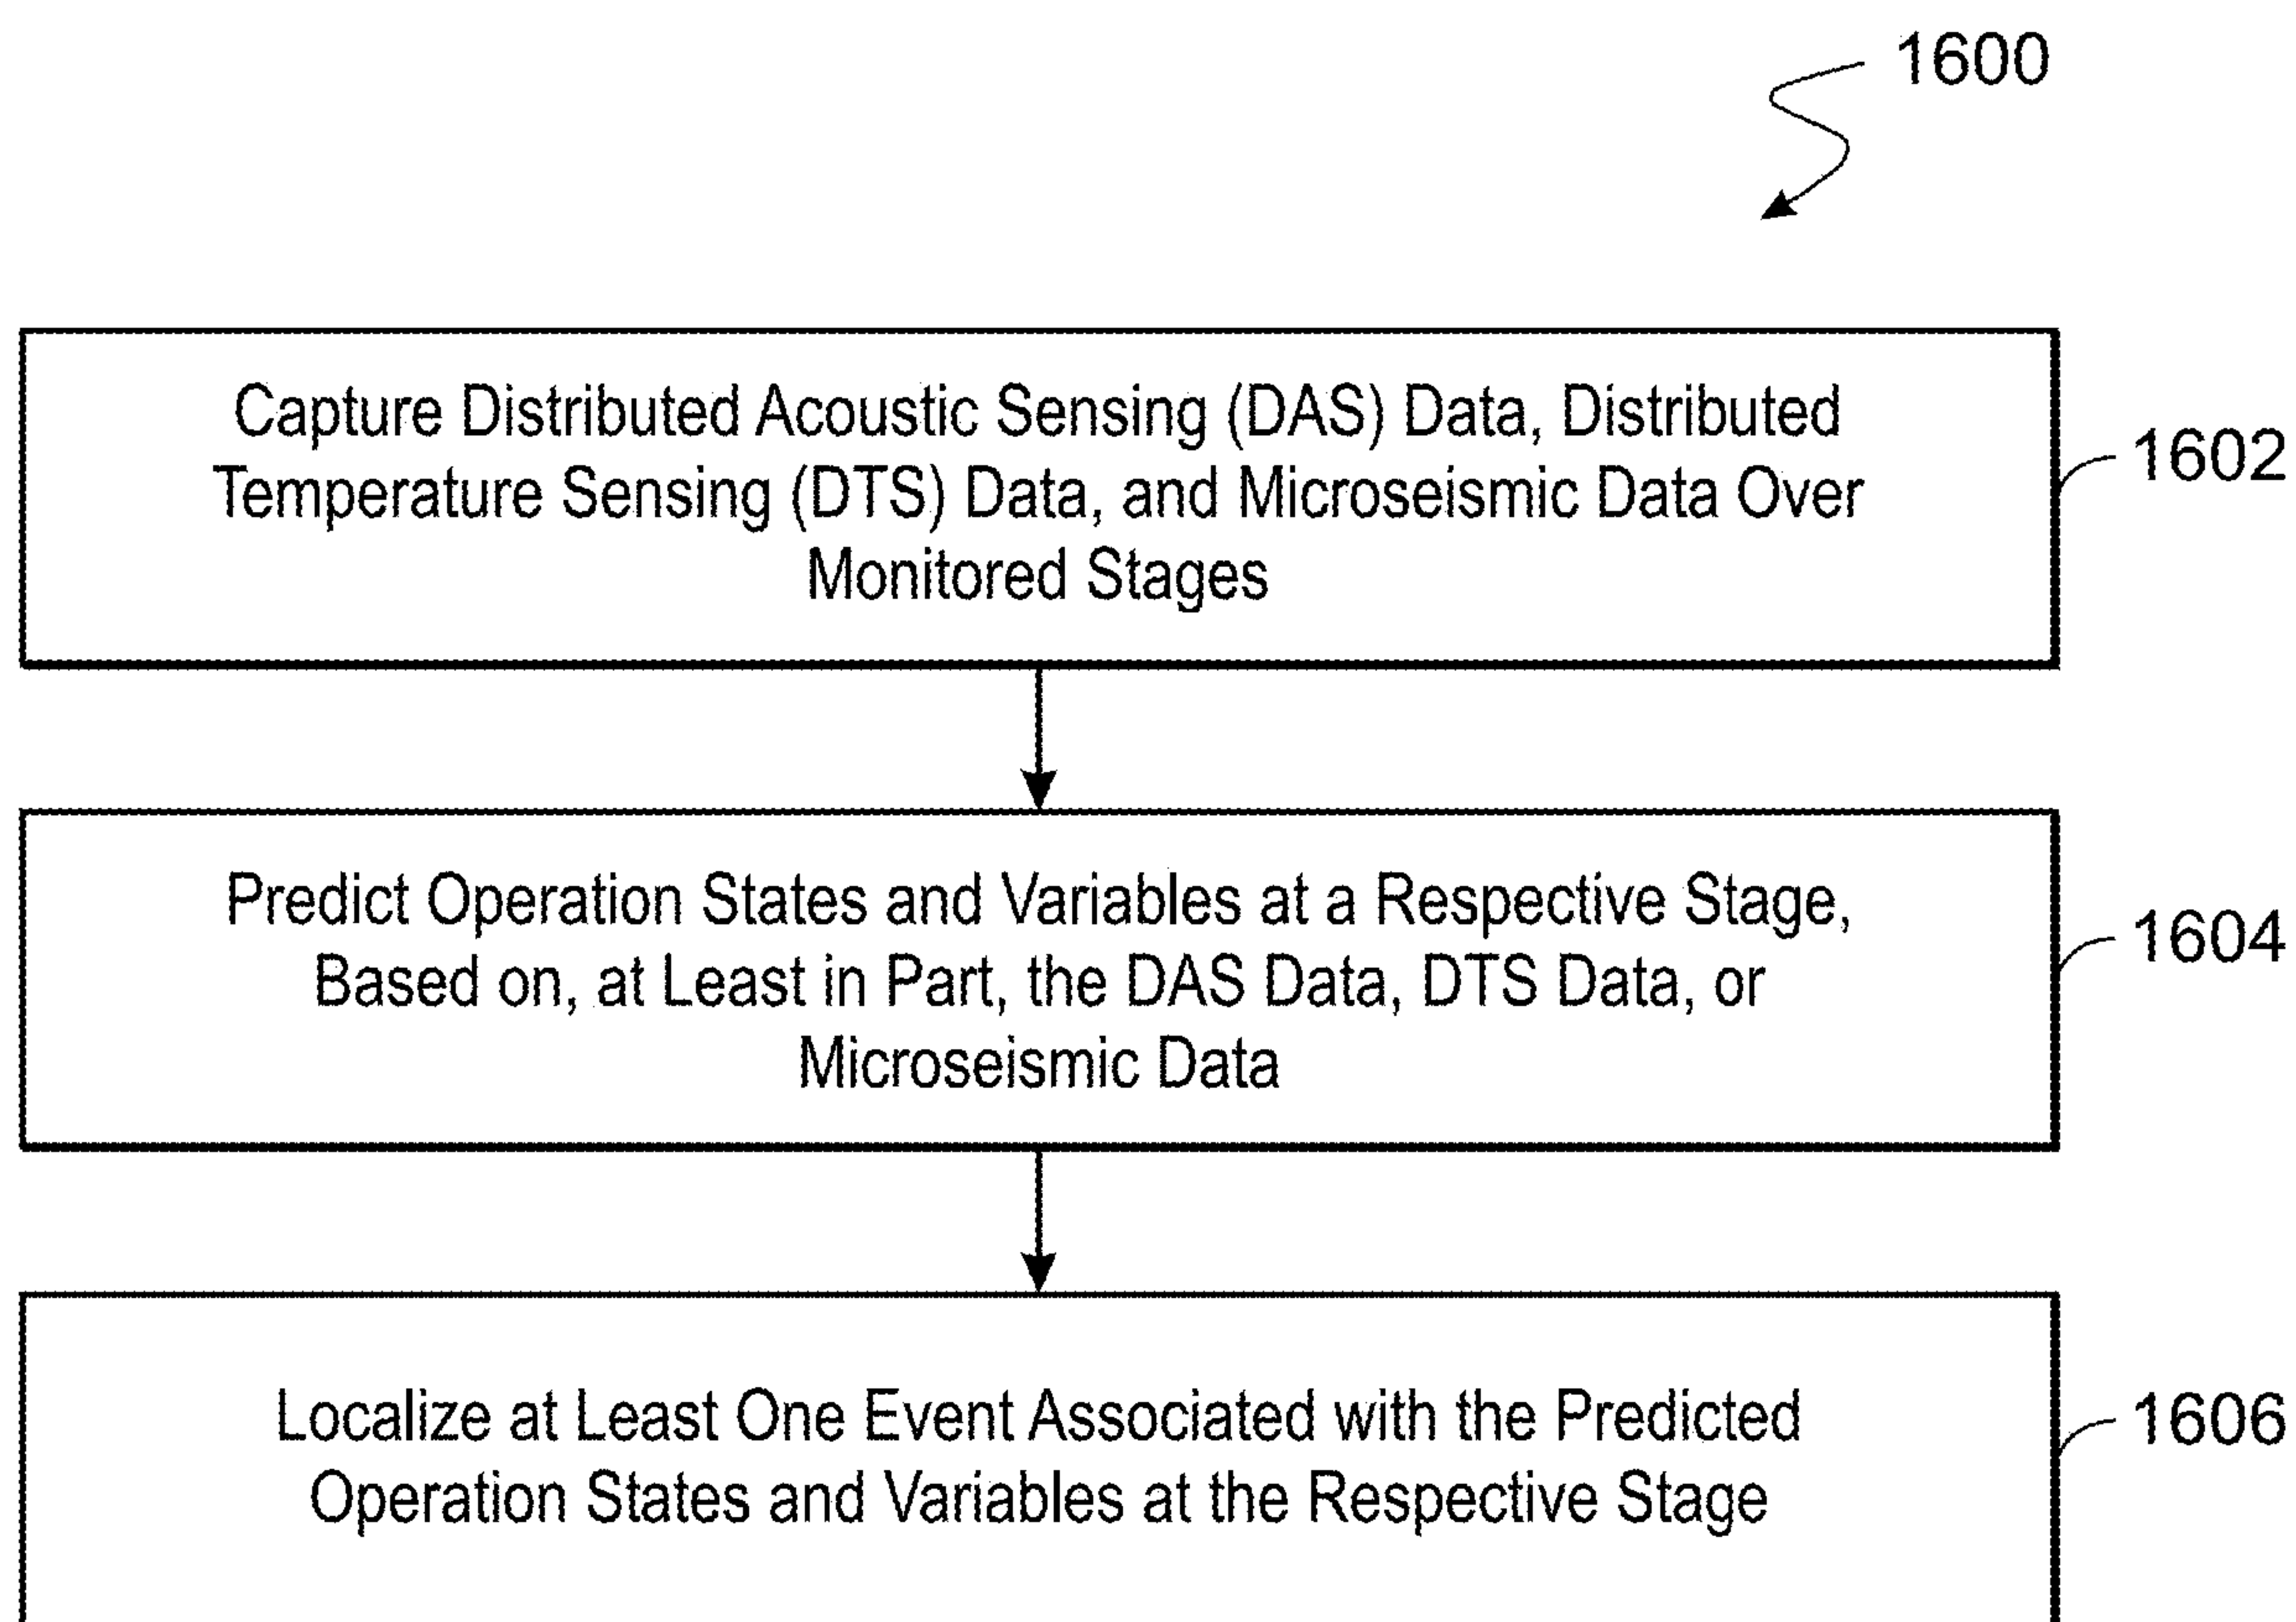 1600
Capture Distributed Acoustic Sensing (DAS) Data, Distributed
Temperature Sensing (DTS) Data, and Microseismic Data Over
Monitored Stages
1602
Predict Operation States and Variables at a Respective Stage,
Based on, at Least in Part, the DAS Data, DTS Data, or
Microseismic Data
1604
Localize at Least One Event Associated with the Predicted
Operation States and Variables at the Respective Stage
1606